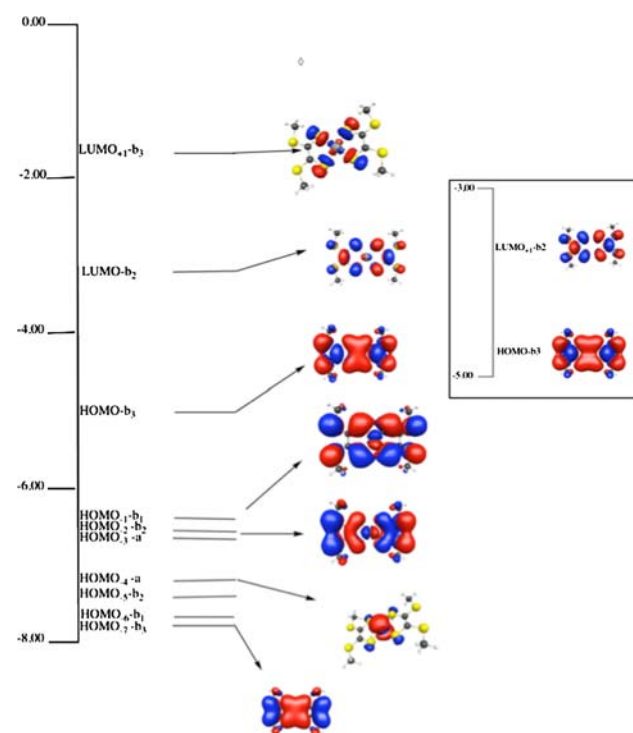 0.00
LUMO+1-b3
-2.00
-3.00
LUMO+1-b2
LUMO-b2
-4.00
HOMO-b3
-5.00
HOMO-b3
-6.00
HOMO-1-b1
HOMO-2-b2
HOMO-3-a
HOMO-4-a
HOMO-5-b2
HOMO-6-b1
HOMO-7-b3
-8.00